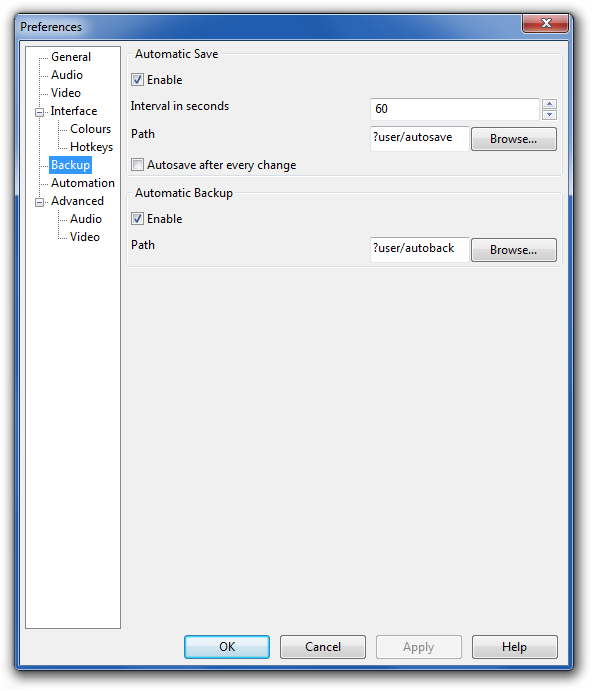 Preferences
General
Audio
Video
Interface
Colours
Hotkeys
Backup
Automation
Advanced
Audio
Video
Automatic Save
Enable
Interval in seconds 60
Path ?user/autosave Browse...
Autosave after every change
Automatic Backup
Enable
Path ?user/autoback Browse...
OK Cancel Apply Help